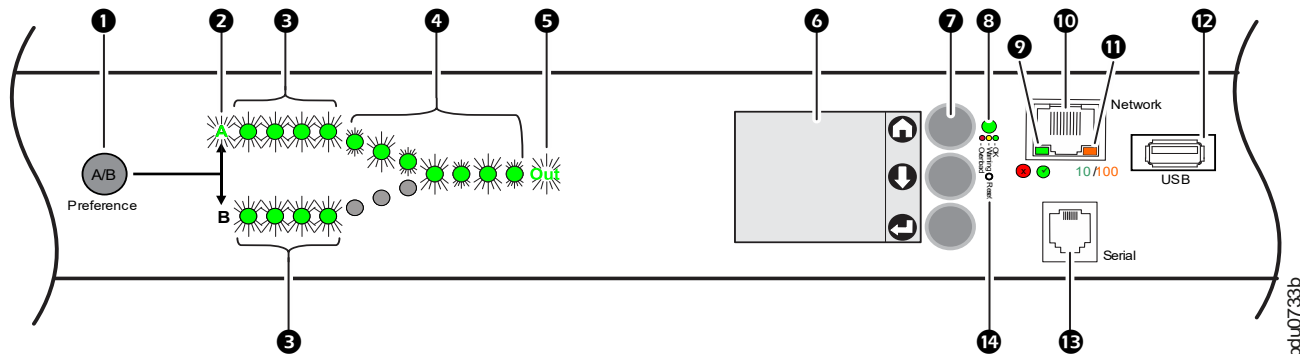 1
2
3
4
5
6
7
8
9
10
11
12
A
A/B
Preference
B
Out
- OK
- Warning
- Overload
Reset
Network
10/100
USB
Serial
3
14
13
pdu0733b